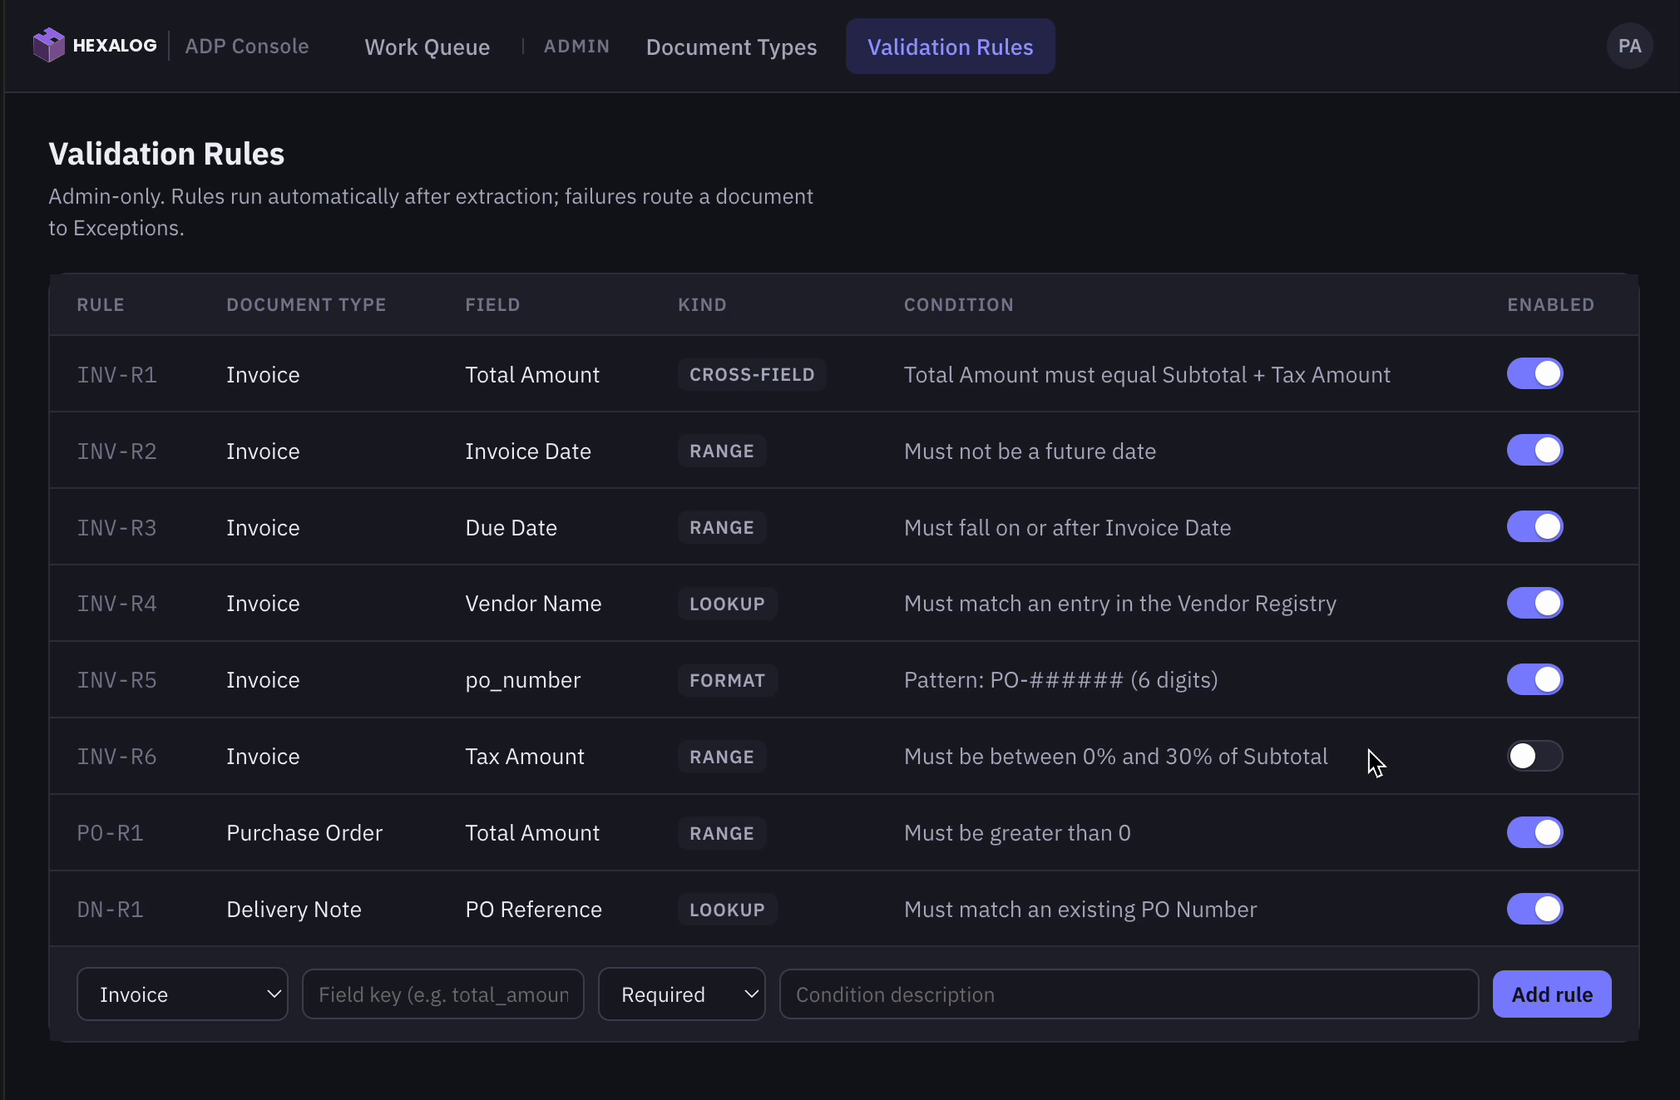 HEXALOG ADP Console Work Queue ADMIN Document Types Validation Rules PA
Validation Rules
Admin-only. Rules run automatically after extraction; failures route a document
to Exceptions.
RULE DOCUMENT TYPE FIELD KIND CONDITION ENABLED
INV-R1 Invoice Total Amount CROSS-FIELD Total Amount must equal Subtotal + Tax Amount
INV-R2 Invoice Invoice Date RANGE Must not be a future date
INV-R3 Invoice Due Date RANGE Must fall on or after Invoice Date
INV-R4 Invoice Vendor Name LOOKUP Must match an entry in the Vendor Registry
INV-R5 Invoice po_number FORMAT Pattern: PO-###### (6 digits)
INV-R6 Invoice Tax Amount RANGE Must be between 0% and 30% of Subtotal
PO-R1 Purchase Order Total Amount RANGE Must be greater than 0
DN-R1 Delivery Note PO Reference LOOKUP Must match an existing PO Number
Invoice Field key (e.g. total_amoun Required Condition description Add rule